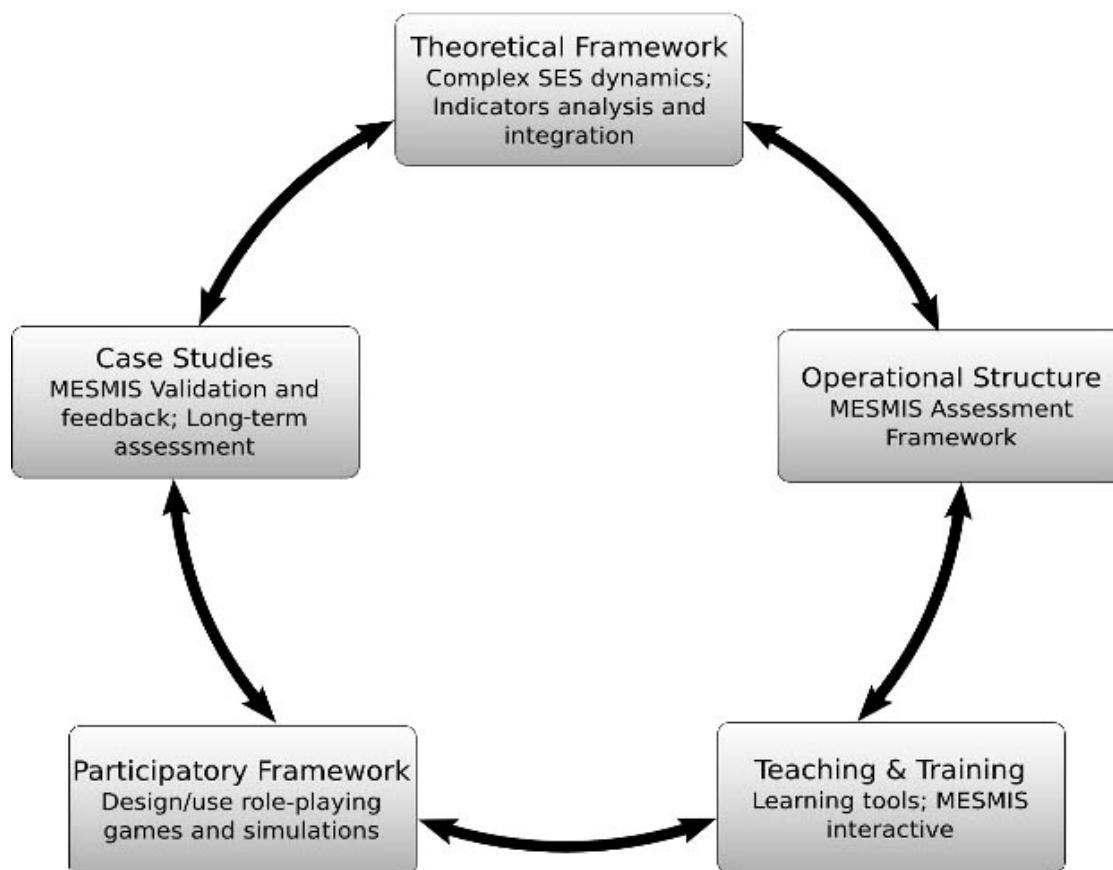 Theoretical Framework
Complex SES dynamics;
Indicators analysis and
integration
Case Studies
MESMIS Validation and
feedback; Long-term
assessment
Operational Structure
MESMIS Assessment
Framework
Participatory Framework
Design/use role-playing
games and simulations
Teaching & Training
Learning tools; MESMIS
interactive